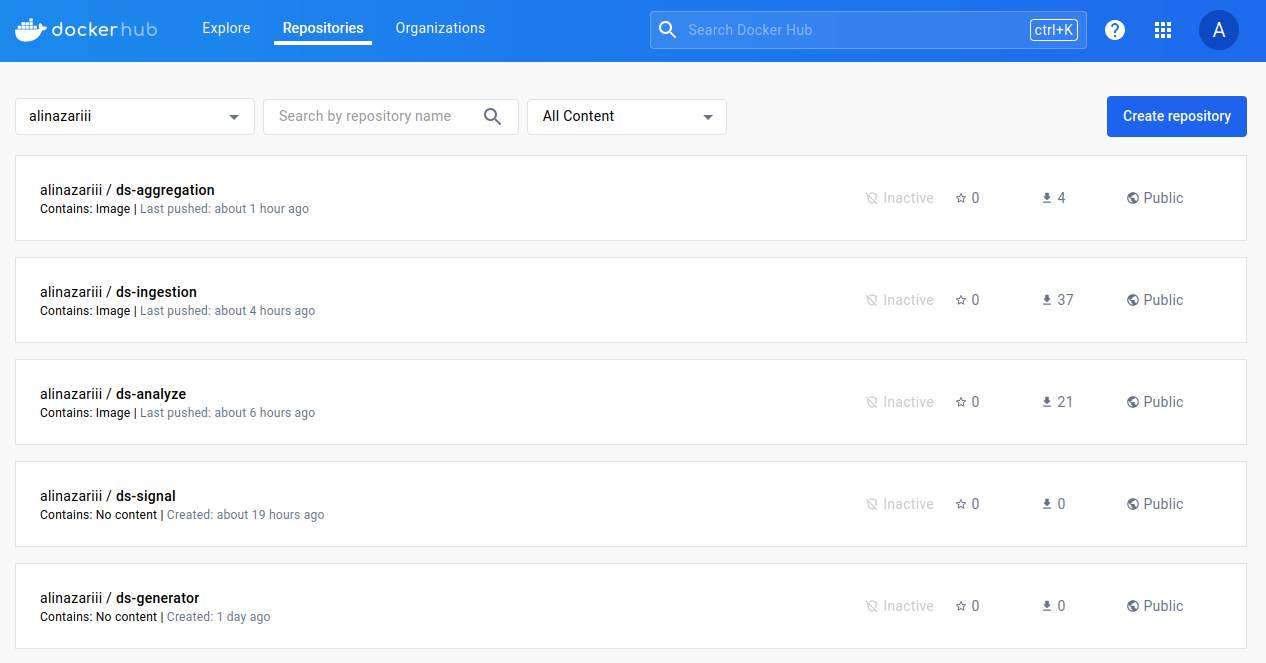 dockerhub Explore Repositories Organizations Search Docker Hub ctrl+K ? A
alinazariii Search by repository name All Content Create repository
alinazariii / ds-aggregation
Contains: Image | Last pushed: about 1 hour ago
Inactive 0 4 Public
alinazariii / ds-ingestion
Contains: Image | Last pushed: about 4 hours ago
Inactive 0 37 Public
alinazariii / ds-analyze
Contains: Image | Last pushed: about 6 hours ago
Inactive 0 21 Public
alinazariii / ds-signal
Contains: No content | Created: about 19 hours ago
Inactive 0 0 Public
alinazariii / ds-generator
Contains: No content | Created: 1 day ago
Inactive 0 0 Public